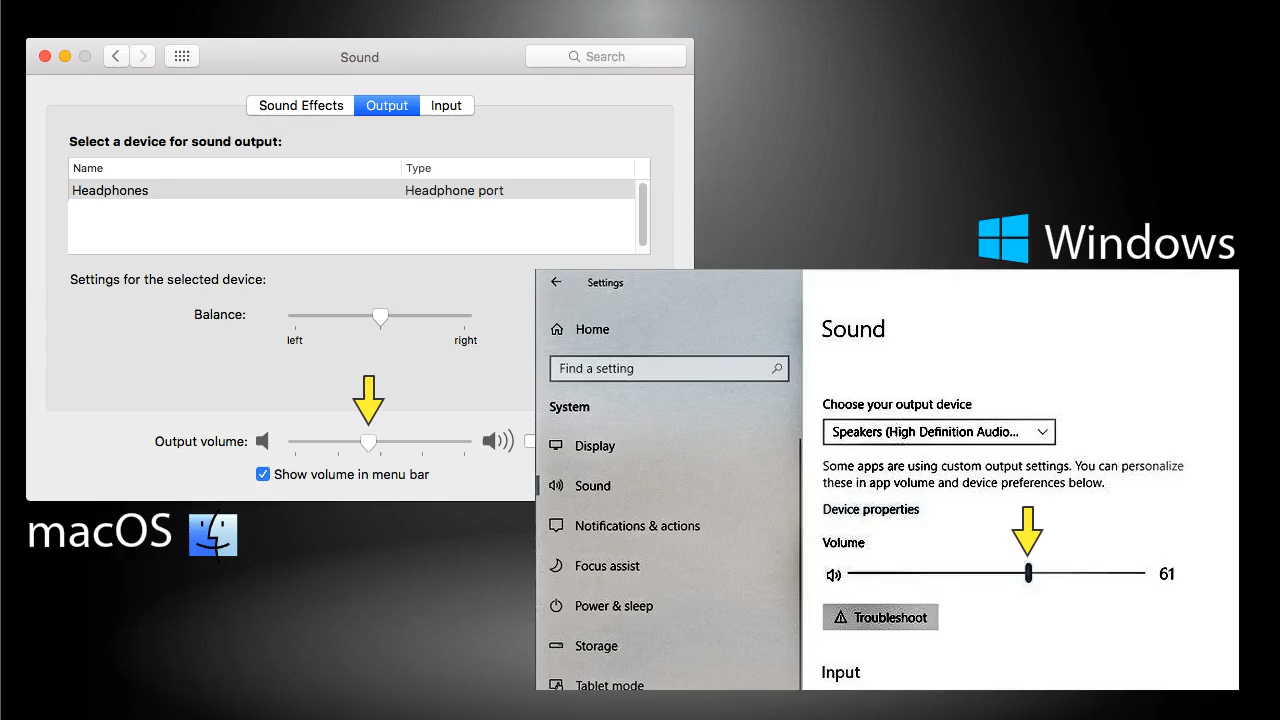 Sound
Search
Sound Effects
Output
Input
Select a device for sound output:
Name
Type
Headphones
Headphone port
Settings for the selected device:
Balance:
left
right
Output volume:
Show volume in menu bar
macOS
Windows
Settings
Home
Find a setting
System
Display
Sound
Notifications & actions
Focus assist
Power & sleep
Storage
Tablet mode
Sound
Choose your output device
Speakers (High Definition Audio...
Some apps are using custom output settings. You can personalize
these in app volume and device preferences below.
Device properties
Volume
61
Troubleshoot
Input